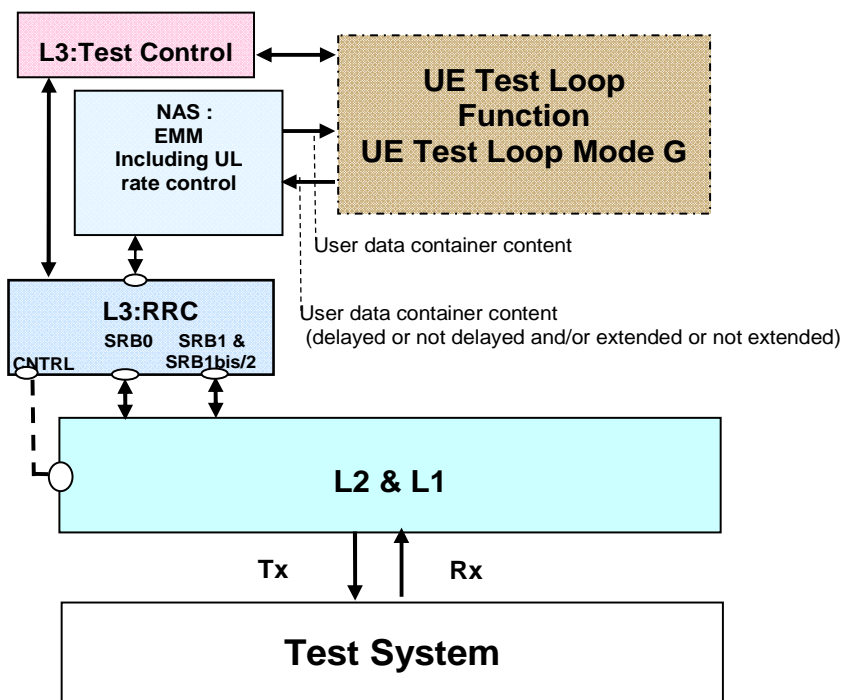 L3:Test Control
UE Test Loop
Function
UE Test Loop Mode G
NAS :
EMM
Including UL
rate control
User data container content
User data container content
(delayed or not delayed and/or extended or not extended)
L3:RRC
SRB0
SRB1 &
SRB1bis/2
CNTRL
L2 & L1
Tx
Rx
Test System